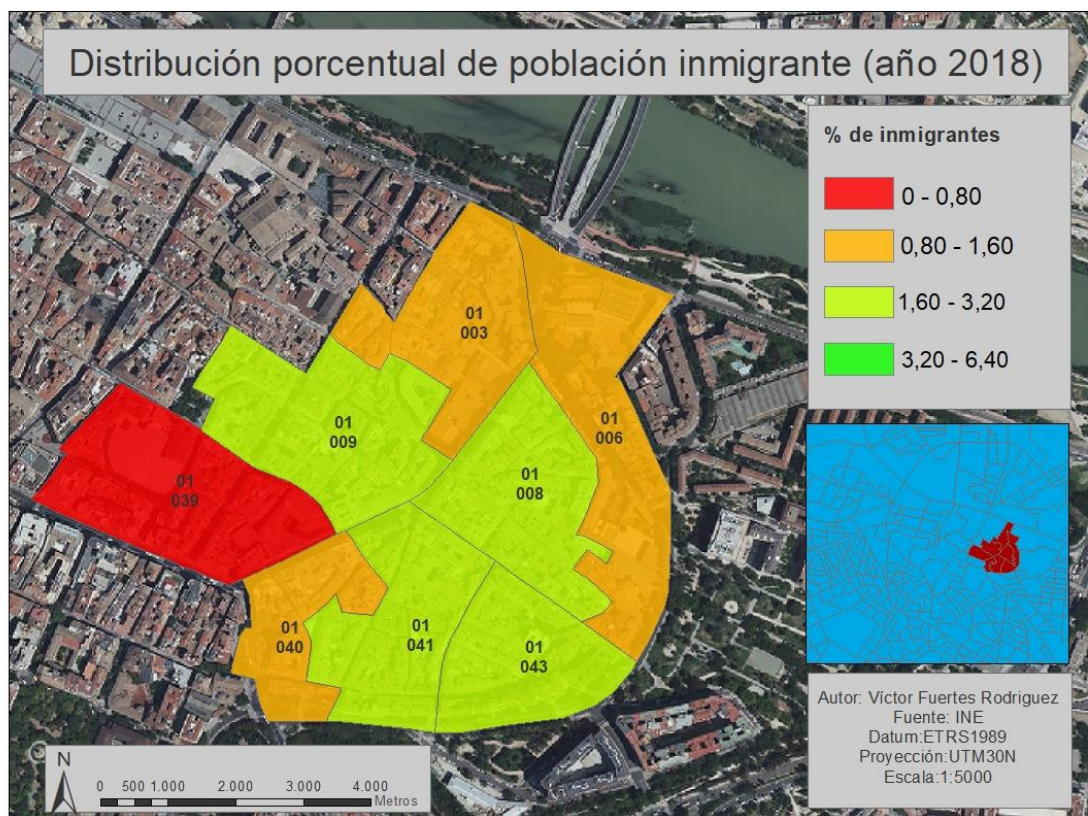 Distribución porcentual de población inmigrante (año 2018)
% de inmigrantes
0 - 0,80
0,80 - 1,60
1,60 - 3,20
3,20 - 6,40
01
003
01
006
01
009
01
008
01
039
01
040
01
041
01
043
Autor: Víctor Fuertes Rodriguez
Fuente: INE
Datum:ETRS1989
Proyección:UTM30N
Escala:1:5000
N
0 500 1.000 2.000 3.000 4.000
Metros